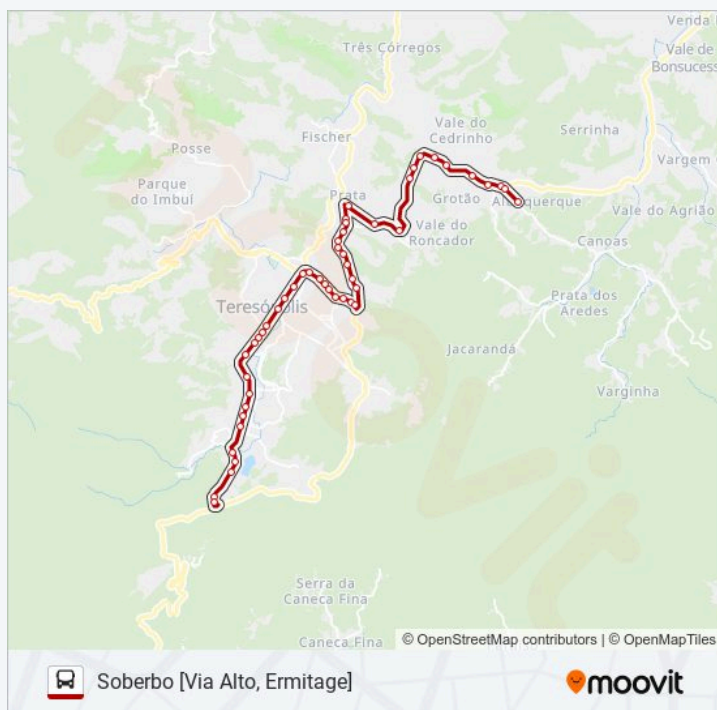 Três Córregos
Venda
Vale de
Bonsucess
Vale do
Cedrinho
Serrinha
Fischer
Posse
Vargem
Parque
do Imbuí
Prata
Grotão
Albuquerque
Vale do Agrião
Vale do
Roncador
Canoas
Teresópolis
Prata dos
Aredes
Jacarandá
Varginha
Serra da
Caneca Fina
Caneca Fina
© OpenStreetMap contributors | © OpenMapTiles
Soberbo [Via Alto, Ermitage]
moovit